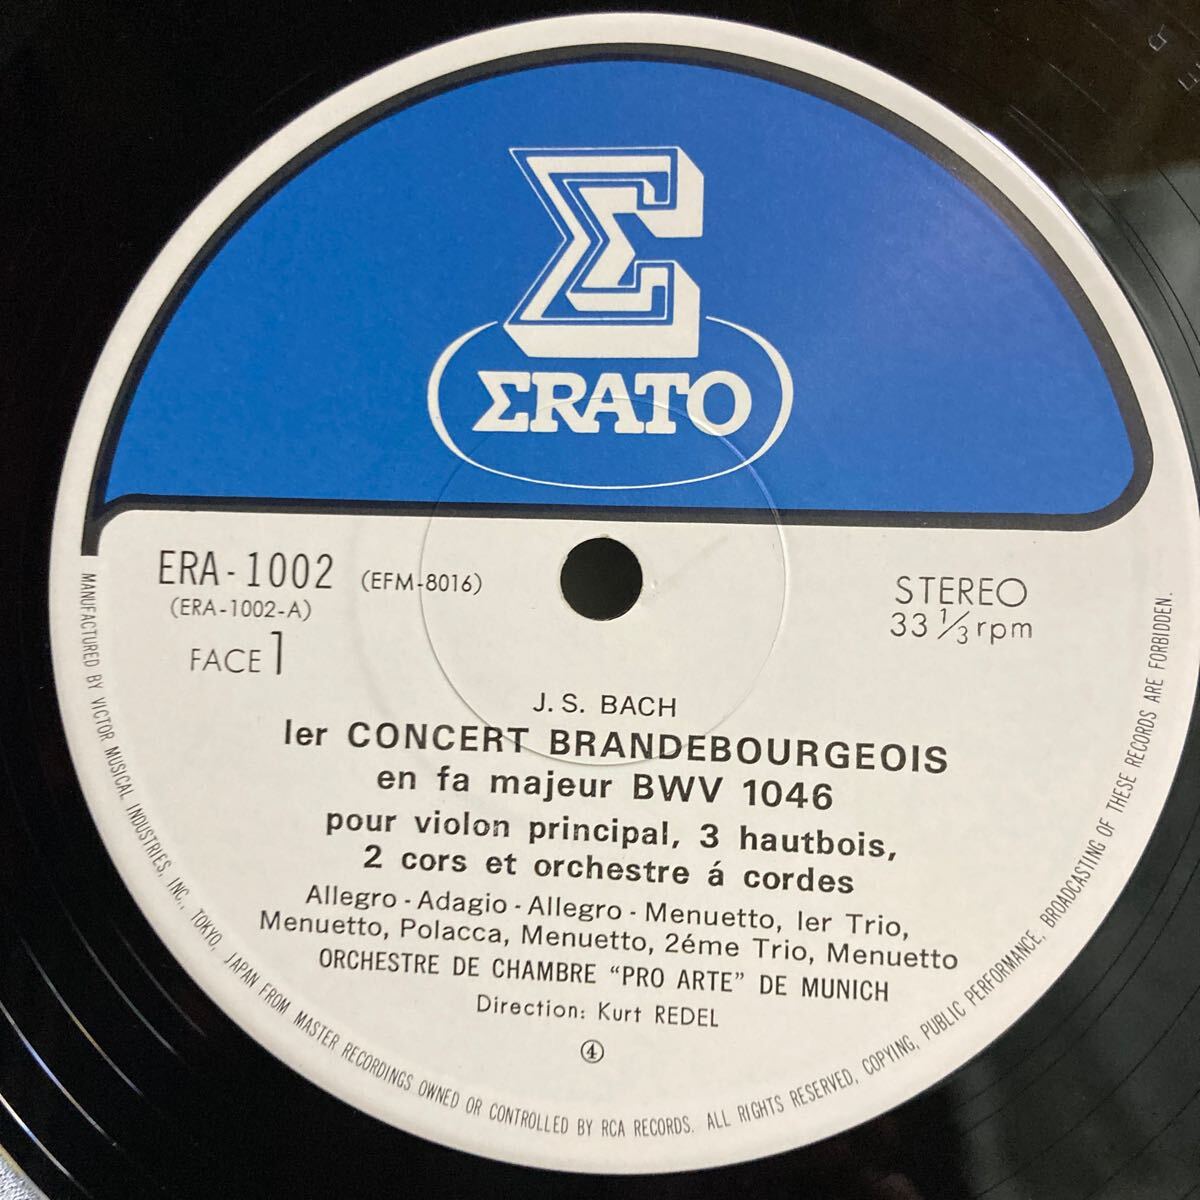 Σ
ΣRATO
ERA-1002 (EFM-8016)
(ERA-1002-A)
FACE 1
STEREO
33 1/3 rpm
J. S. BACH
Ier CONCERT BRANDEBOURGEOIS
en fa majeur BWV 1046
pour violon principal, 3 hautbois,
2 cors et orchestre á cordes
Allegro - Adagio - Allegro - Menuetto, Ier Trio,
Menuetto, Polacca, Menuetto, 2éme Trio, Menuetto
ORCHESTRE DE CHAMBRE “PRO ARTE” DE MUNICH
Direction: Kurt REDEL
④
MANUFACTURED BY VICTOR MUSICAL INDUSTRIES, INC., TOKYO, JAPAN FROM MASTER RECORDINGS OWNED OR CONTROLLED BY RCA RECORDS. ALL RIGHTS RESERVED, COPYING, PUBLIC PERFORMANCE, BROADCASTING OF THESE RECORDS ARE FORBIDDEN.